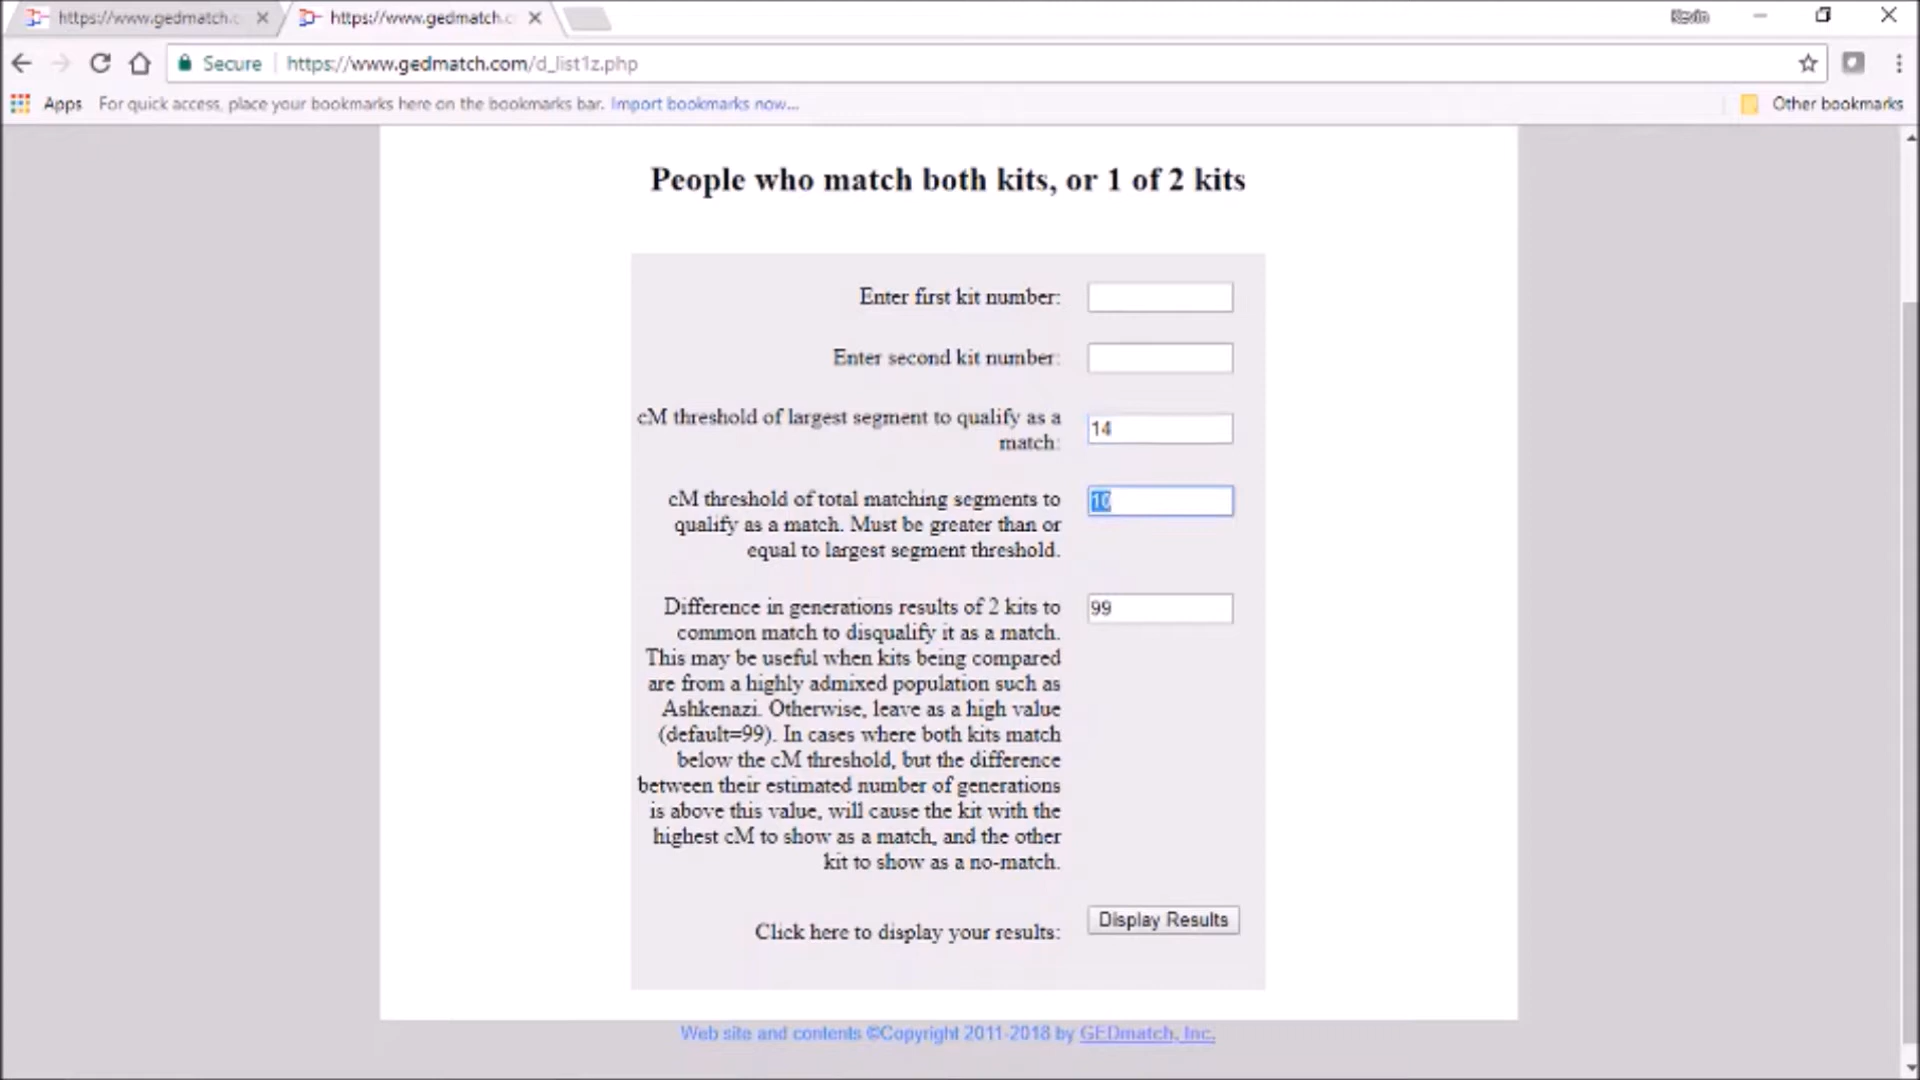 https://www.gedmatch.c
https://www.gedmatch.c
Kevin
Secure
https://www.gedmatch.com/d_list1z.php
Apps
For quick access, place your bookmarks here on the bookmarks bar. Import bookmarks now...
Other bookmarks
People who match both kits, or 1 of 2 kits
Enter first kit number:
Enter second kit number:
cM threshold of largest segment to qualify as a
match:
14
cM threshold of total matching segments to
qualify as a match. Must be greater than or
equal to largest segment threshold.
10
Difference in generations results of 2 kits to
common match to disqualify it as a match.
This may be useful when kits being compared
are from a highly admixed population such as
Ashkenazi. Otherwise, leave as a high value
(default=99). In cases where both kits match
below the cM threshold, but the difference
between their estimated number of generations
is above this value, will cause the kit with the
highest cM to show as a match, and the other
kit to show as a no-match.
99
Click here to display your results:
Display Results
Web site and contents ©Copyright 2011-2018 by GEDmatch, Inc.